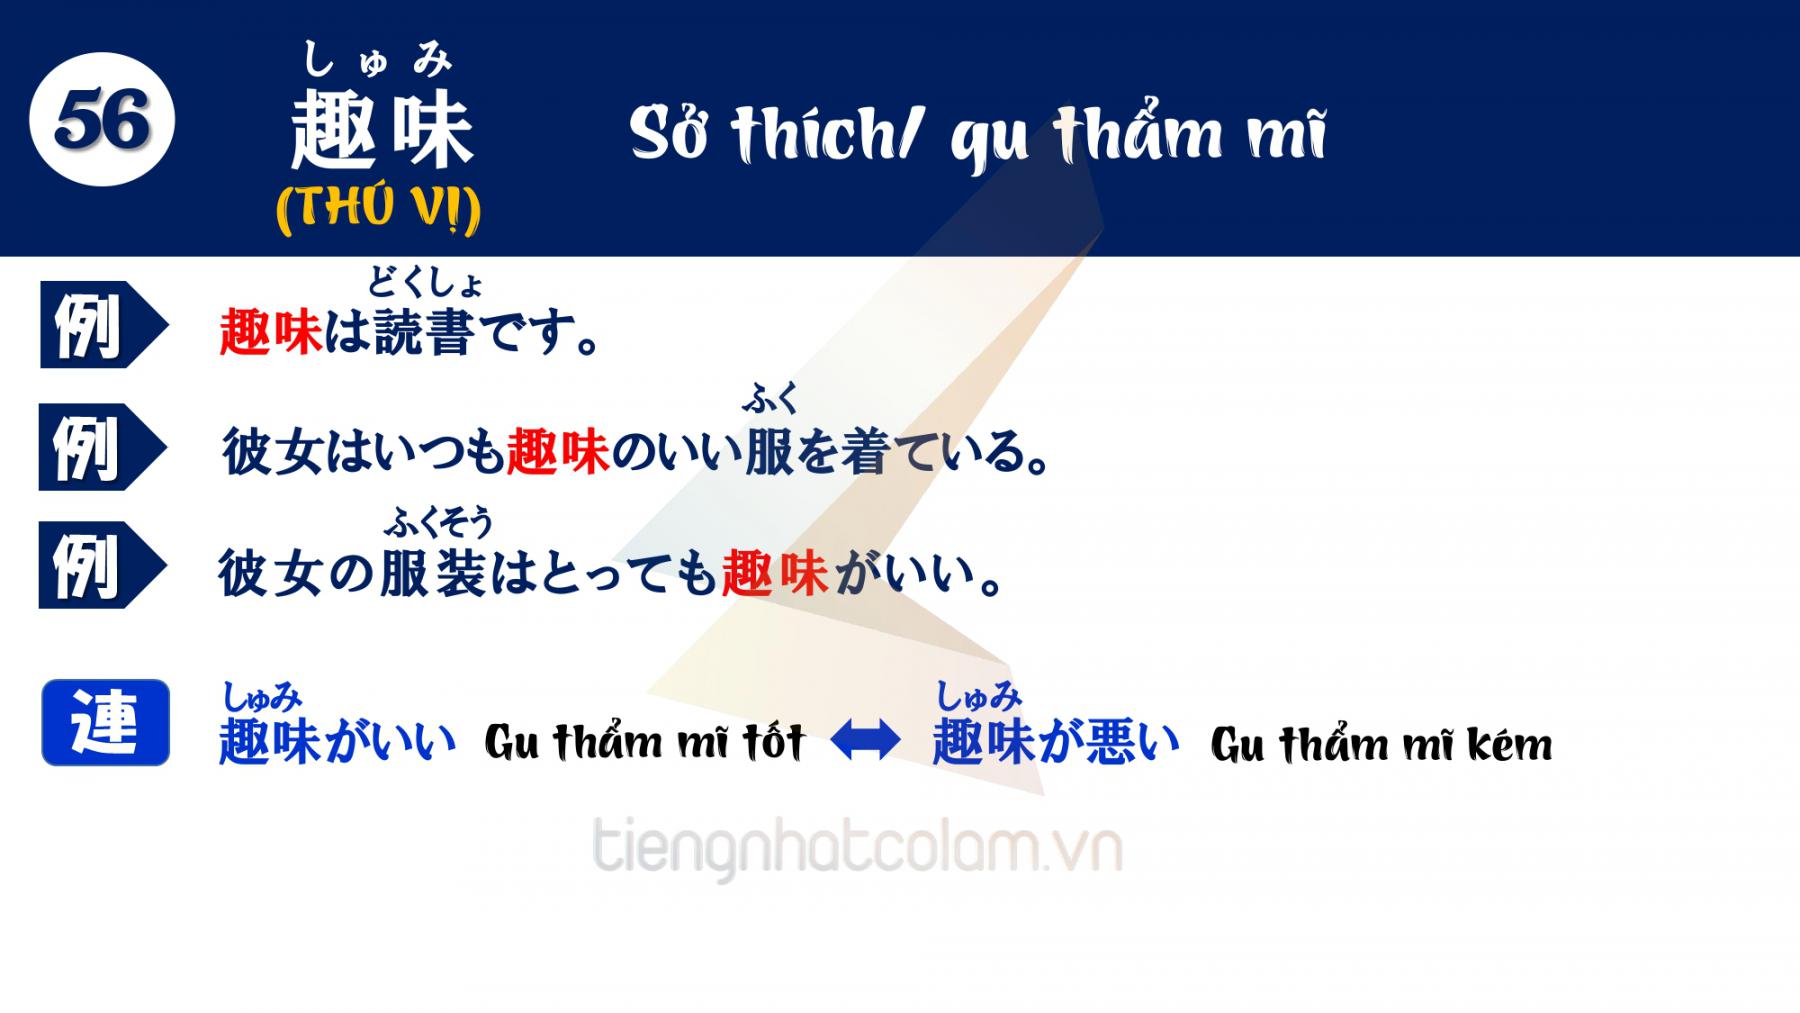 56
しゅみ
趣味
(THÚ VỊ)
Sở thích/ gu thẩm mĩ
どくしょ
例 趣味は読書です。
ふく
例 彼女はいつも趣味のいい服を着ている。
ふくそう
例 彼女の服装はとっても趣味がいい。
しゅみ しゅみ
連 趣味がいい Gu thẩm mĩ tốt ⬌ 趣味が悪い Gu thẩm mĩ kém
tiengnhatcolam.vn